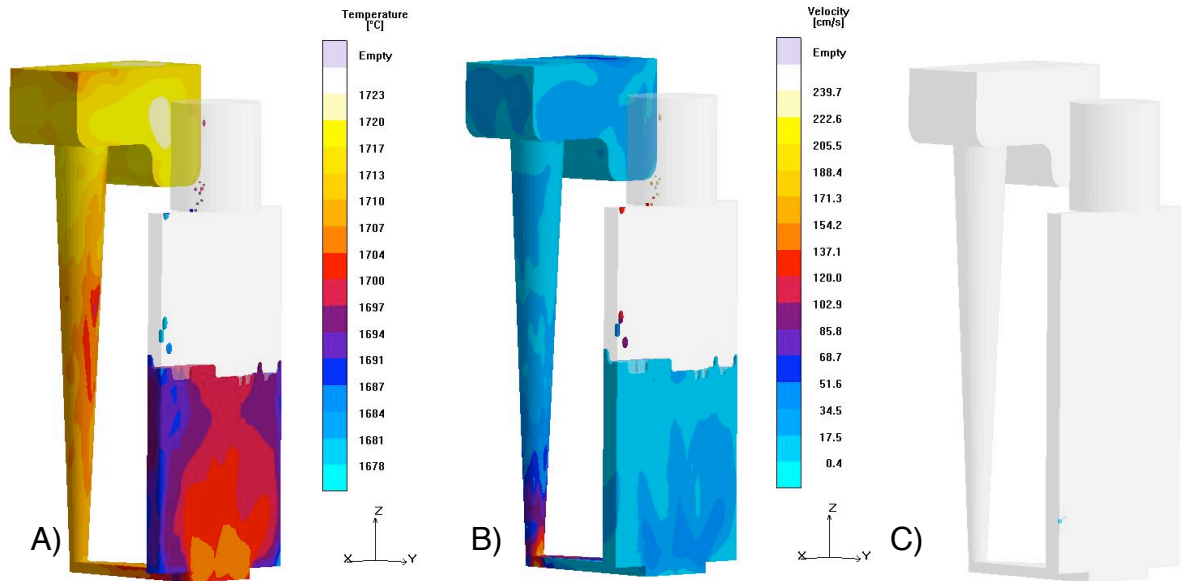 Temperature
[°C]
Empty
1723
1720
1717
1713
1710
1707
1704
1700
1697
1694
1691
1687
1684
1681
1678
Z
X
Y
A)
Velocity
[cm/s]
Empty
239.7
222.6
205.5
188.4
171.3
154.2
137.1
120.0
102.9
85.8
68.7
51.6
34.5
17.5
0.4
Z
X
Y
B)
C)